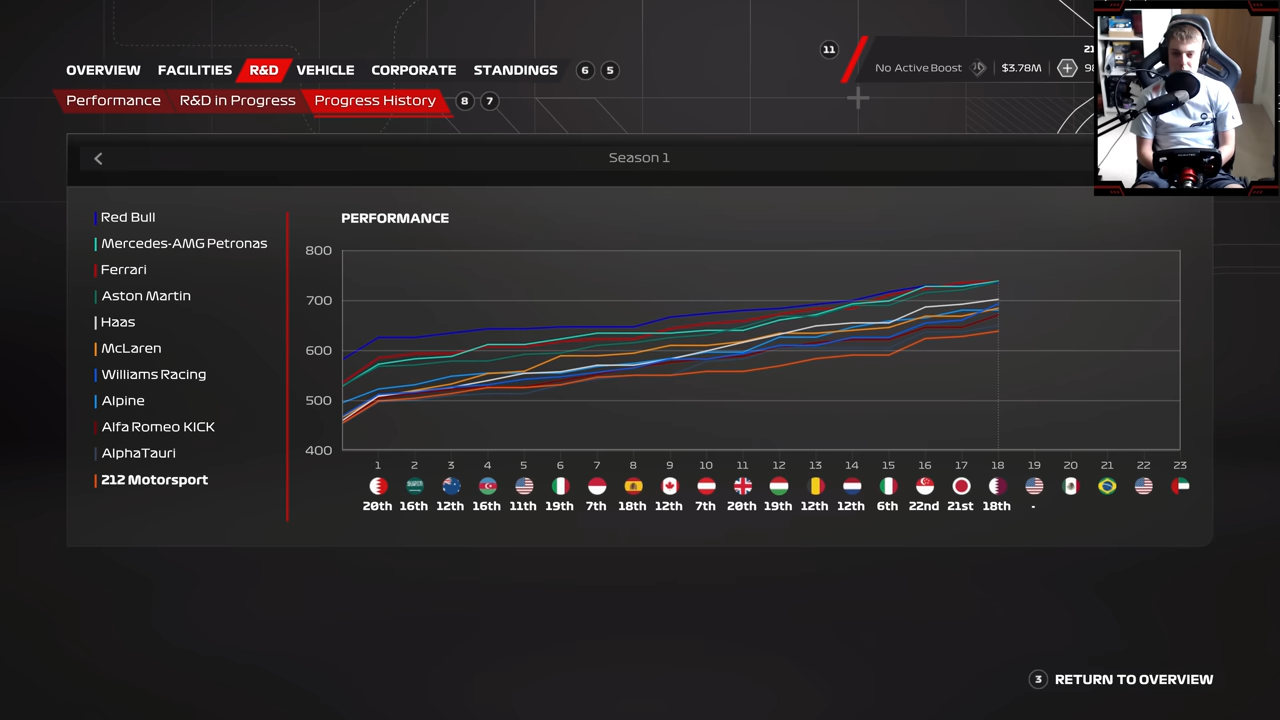 11
21
OVERVIEW FACILITIES R&D VEHICLE CORPORATE STANDINGS 6 5
No Active Boost $3.78M 98
Performance R&D in Progress Progress History 8 7
Season 1
Red Bull
Mercedes-AMG Petronas
Ferrari
Aston Martin
Haas
McLaren
Williams Racing
Alpine
Alfa Romeo KICK
AlphaTauri
212 Motorsport
PERFORMANCE
800
700
600
500
400
1 2 3 4 5 6 7 8 9 10 11 12 13 14 15 16 17 18 19 20 21 22 23
20th 16th 12th 16th 11th 19th 7th 18th 12th 7th 20th 19th 12th 12th 6th 22nd 21st 18th -
3 RETURN TO OVERVIEW